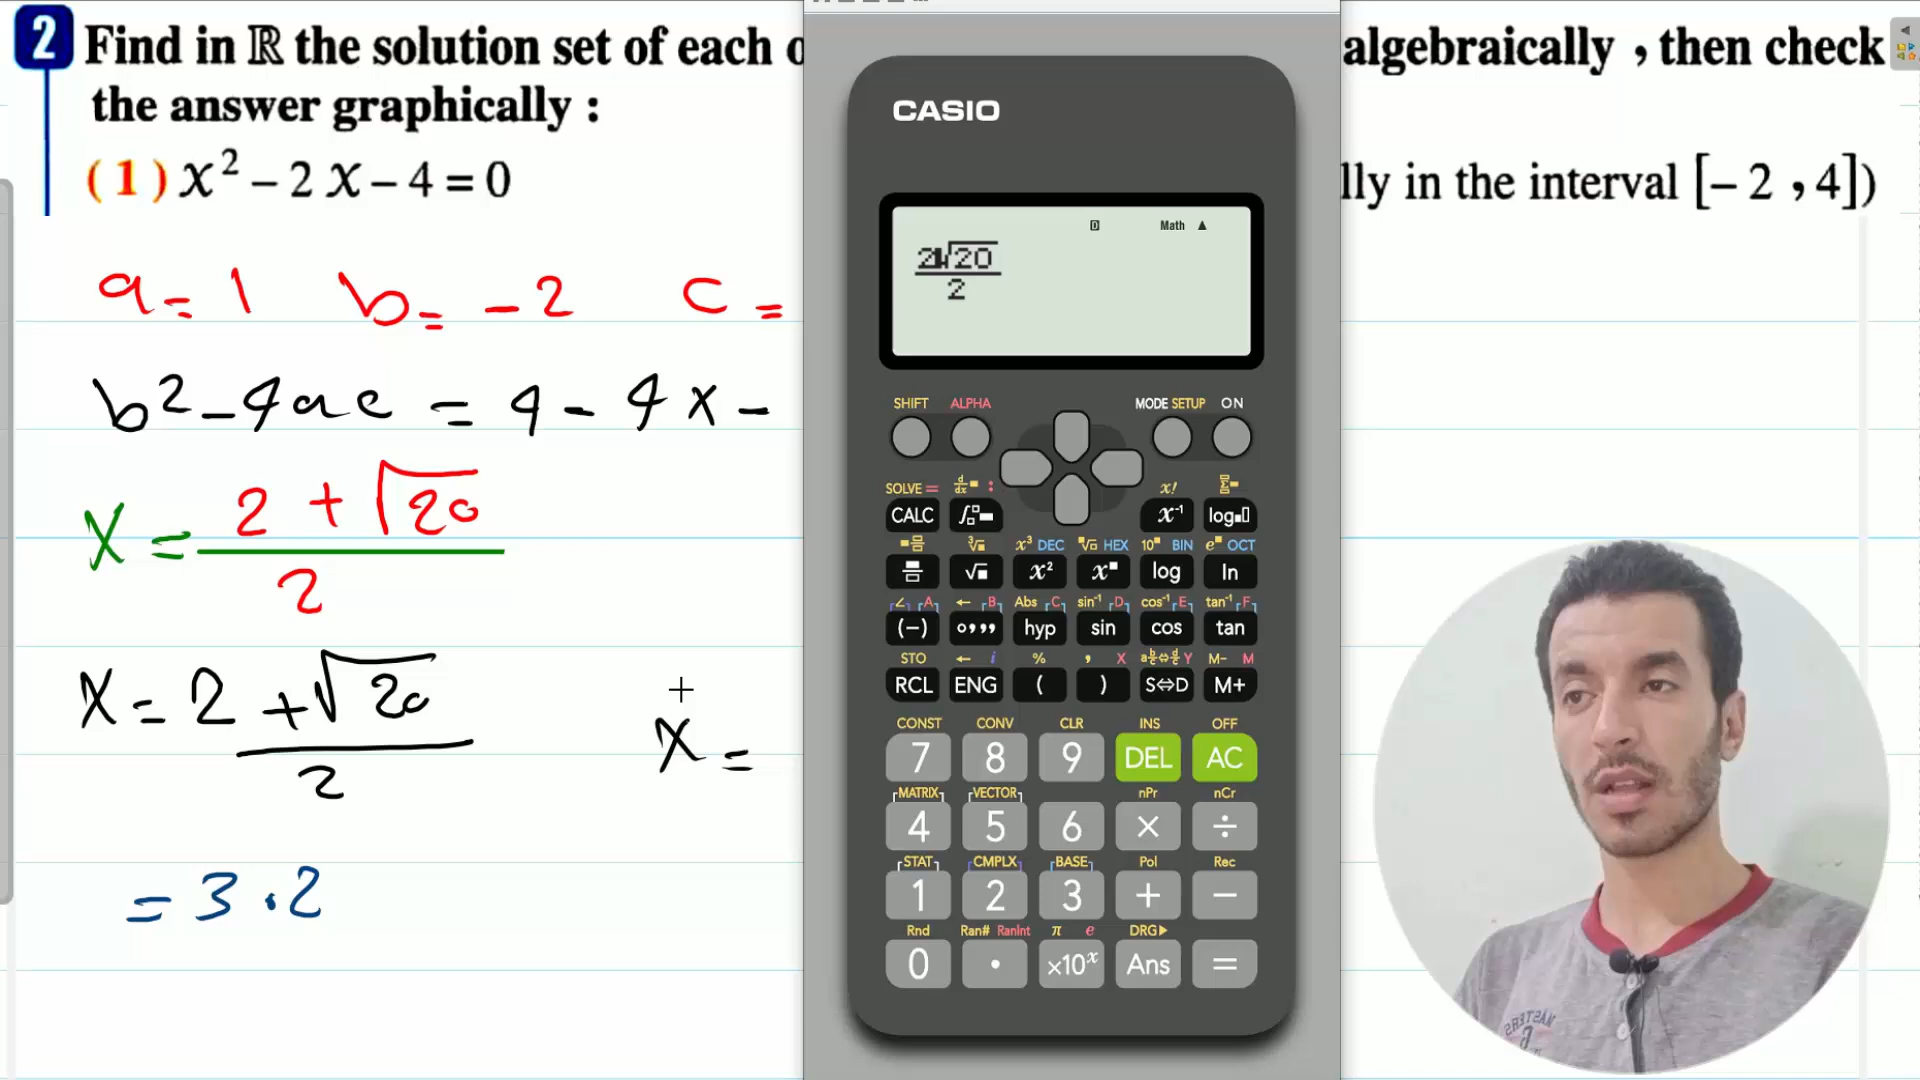 2 Find in ℝ the solution set of each o
algebraically , then check
the answer graphically :
(1) x² – 2 x – 4 = 0
lly in the interval [– 2 , 4])
a = 1 b = - 2 c =
b² - 4ac = 4 - 4 x -
X = (2 + √20) / 2
X = 2 + √20 / 2
X =
= 3.2
CASIO
D Math ▲
2√20
2
SHIFT ALPHA MODE SETUP ON
SOLVE = d/dx : x! Σ
CALC ∫ x⁻¹ log
³√ x³ DEC √ HEX 10 BIN e OCT
√ x² x log ln
∠ A ← B Abs C sin⁻¹ D cos⁻¹ E tan⁻¹ F
(–) °,,, hyp sin cos tan
STO ← i % , X a b/c⇔d/c Y M– M
RCL ENG ( ) S⇔D M+
CONST CONV CLR INS OFF
7 8 9 DEL AC
MATRIX VECTOR nPr nCr
4 5 6 × ÷
STAT CMPLX BASE Pol Rec
1 2 3 + −
Rnd Ran# RanInt π e DRG▶
0 . ×10ˣ Ans =